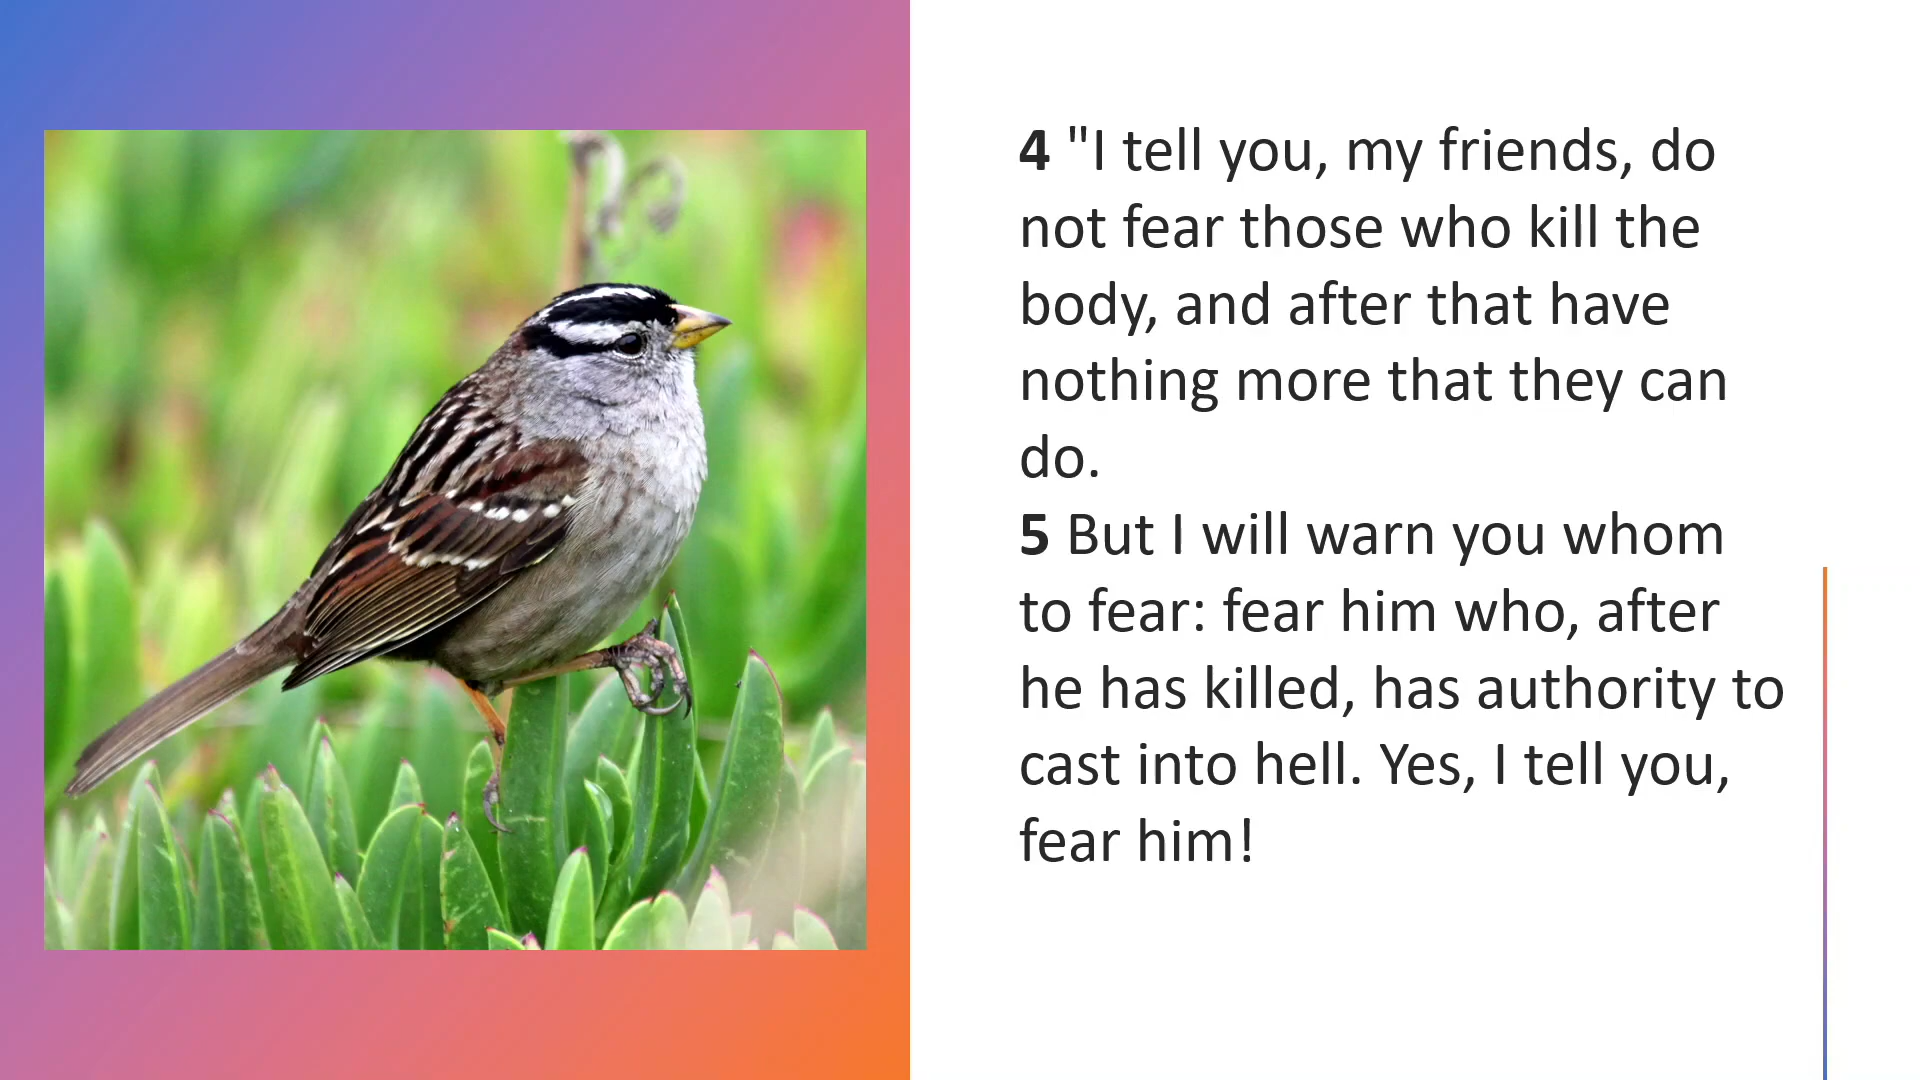 4 "I tell you, my friends, do
not fear those who kill the
body, and after that have
nothing more that they can
do.
5 But I will warn you whom
to fear: fear him who, after
he has killed, has authority to
cast into hell. Yes, I tell you,
fear him!